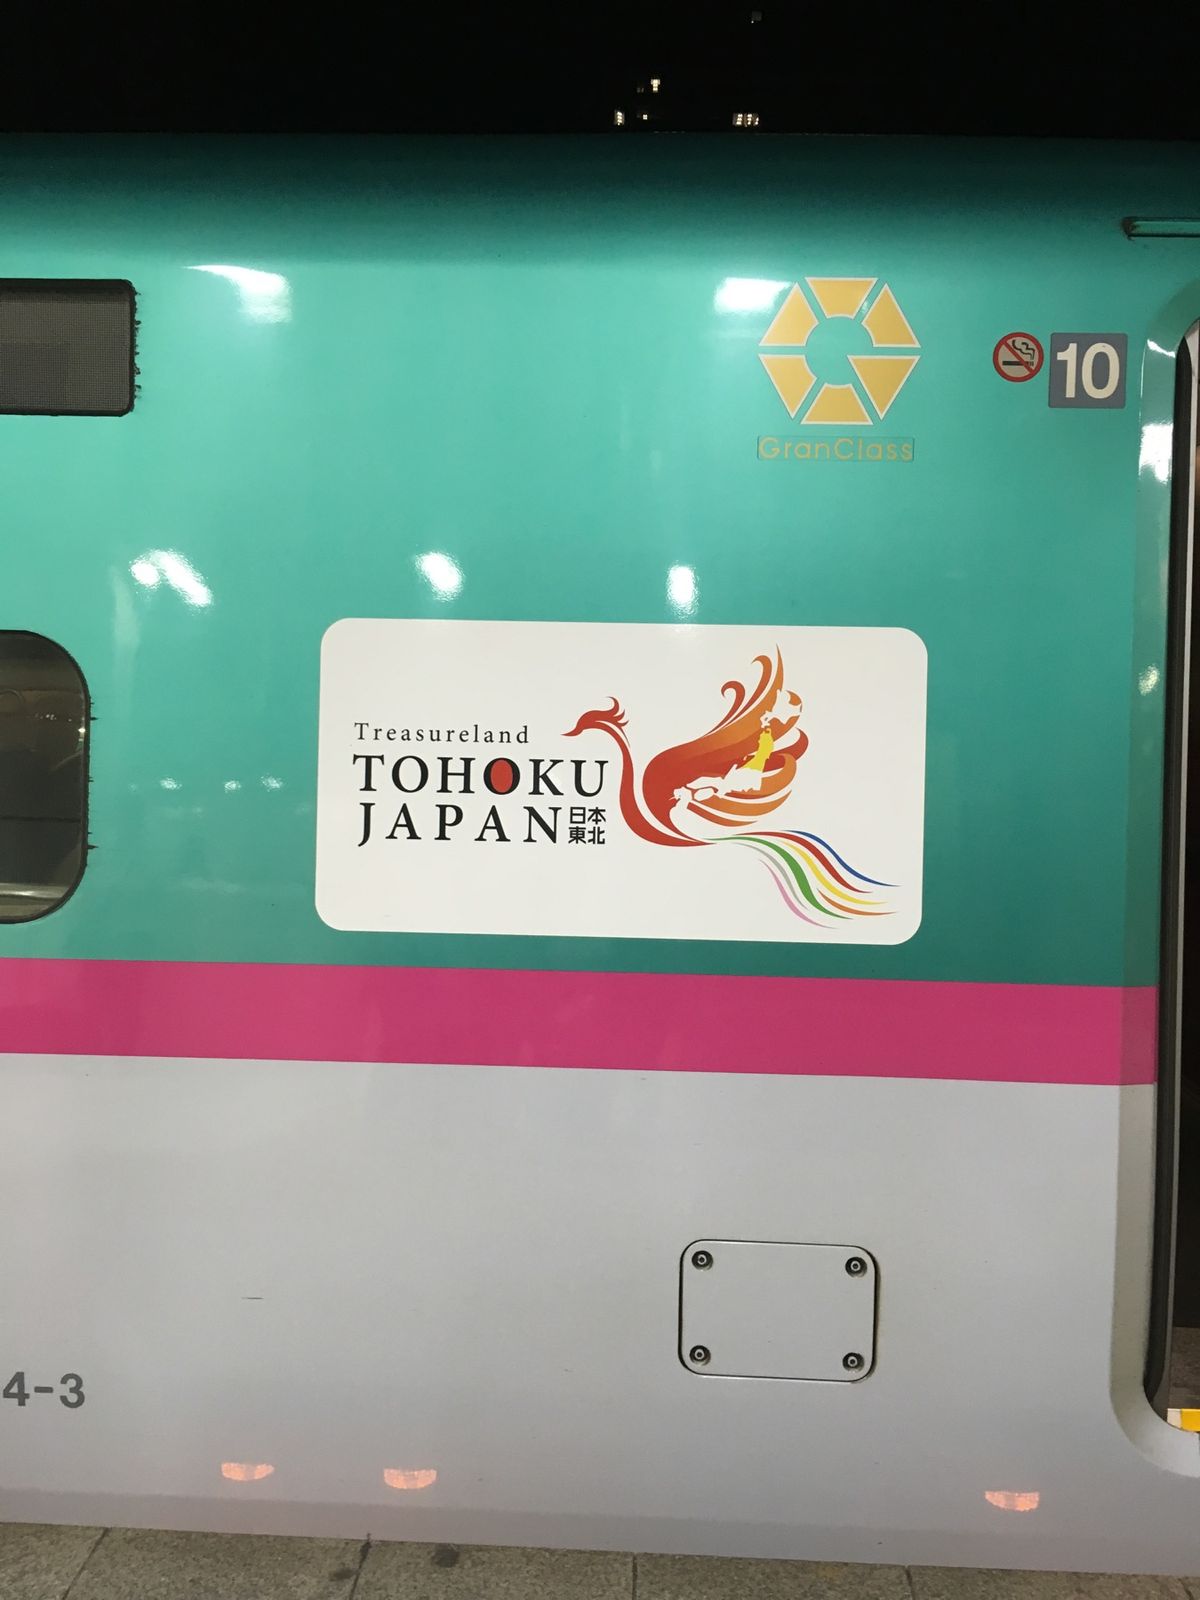 10
GranClass
Treasureland
TOHOKU
JAPAN 日本
東北
4-3